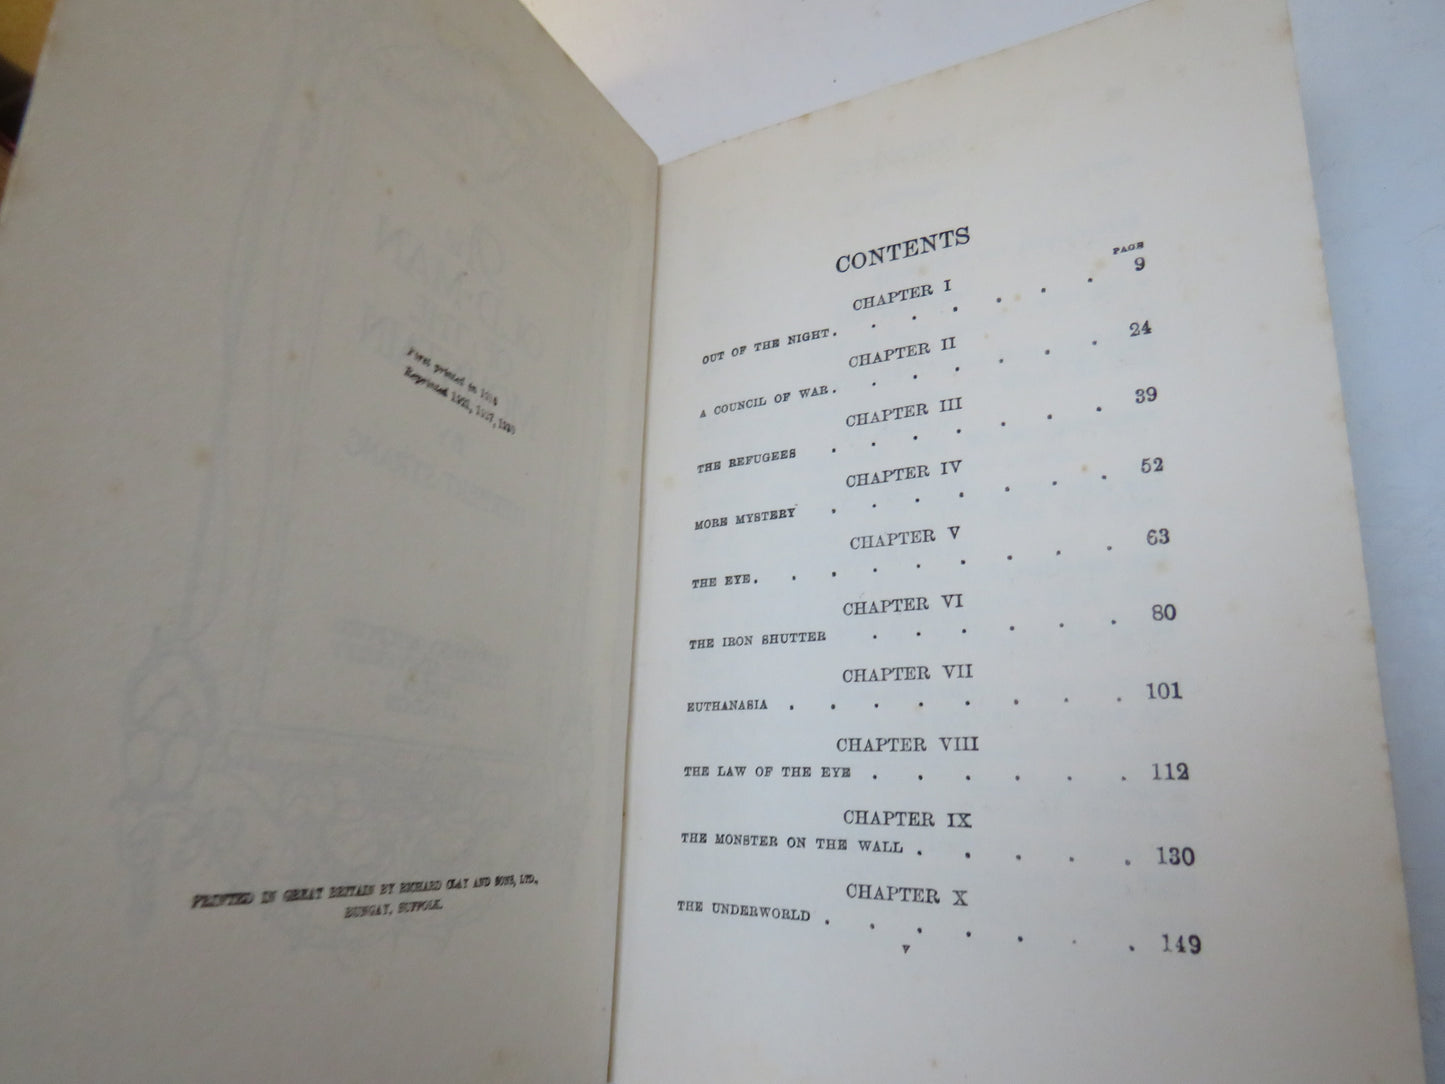 First printed in
Reprinted
PRINTED IN GREAT BRITAIN BY RICHARD CLAY AND SONS, LTD.,
BUNGAY, SUFFOLK.
CONTENTS
PAGE
CHAPTER I
OUT OF THE NIGHT . . . . . . . 9
CHAPTER II
A COUNCIL OF WAR . . . . . . . 24
CHAPTER III
THE REFUGEES . . . . . . . 39
CHAPTER IV
MORE MYSTERY . . . . . . . 52
CHAPTER V
THE EYE . . . . . . . . . 63
CHAPTER VI
THE IRON SHUTTER . . . . . . 80
CHAPTER VII
EUTHANASIA . . . . . . . . 101
CHAPTER VIII
THE LAW OF THE EYE . . . . . . 112
CHAPTER IX
THE MONSTER ON THE WALL . . . . . 130
CHAPTER X
THE UNDERWORLD . . . . . . . 149
v